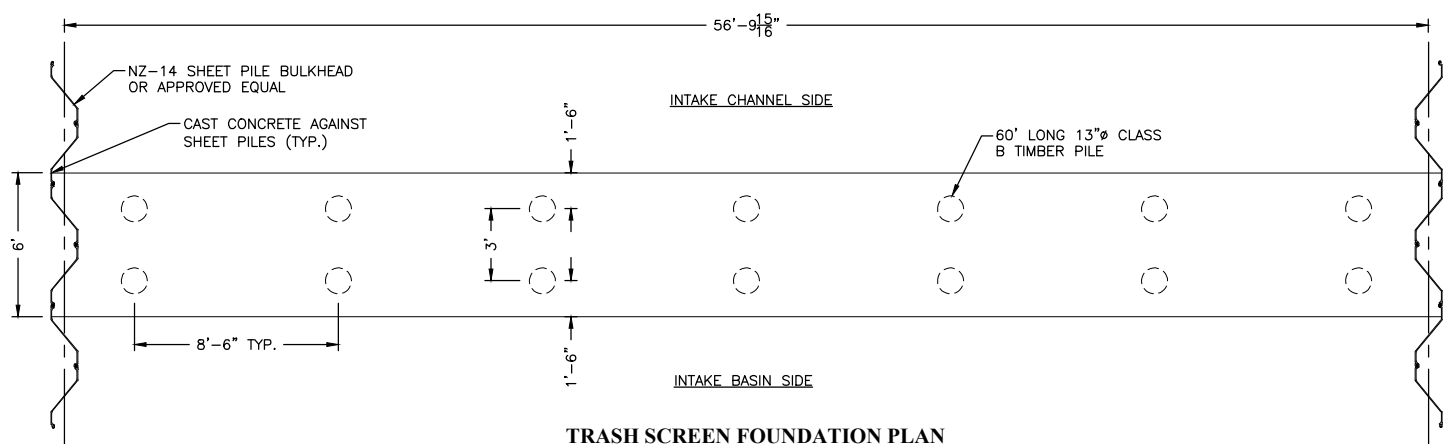 56'-9 15/16"
NZ-14 SHEET PILE BULKHEAD
OR APPROVED EQUAL
INTAKE CHANNEL SIDE
CAST CONCRETE AGAINST
SHEET PILES (TYP.)
1'-6"
60' LONG 13"ø CLASS
B TIMBER PILE
6'
3'
8'-6" TYP.
1'-6"
INTAKE BASIN SIDE
TRASH SCREEN FOUNDATION PLAN